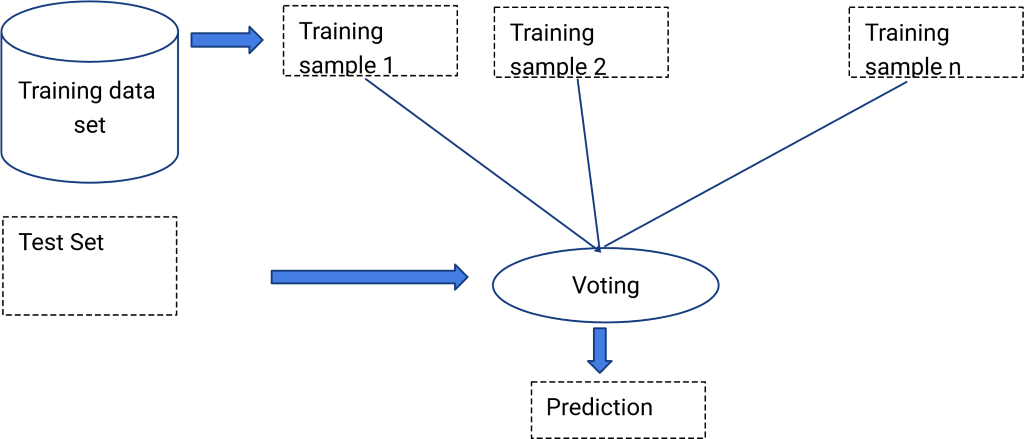 Training
sample 1
Training
sample 2
Training
sample n
Training data
set
Test Set
Voting
Prediction